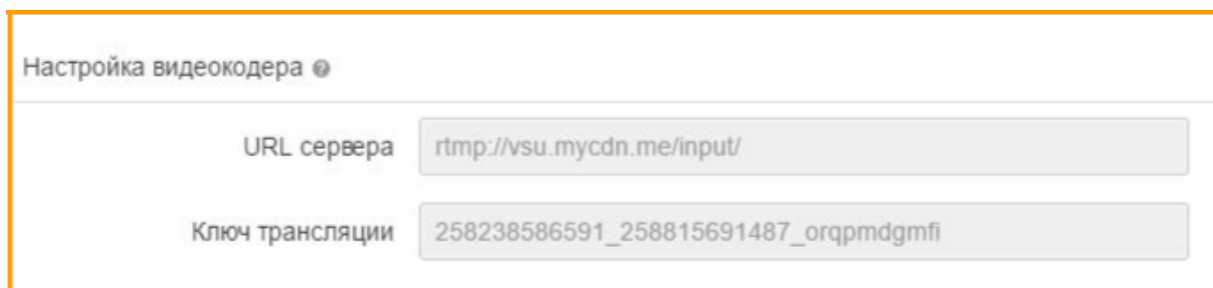 Настройка видеокодера
URL сервера rtmp://vsu.mycdn.me/input/
Ключ трансляции 258238586591_258815691487_orqpmdgmfi